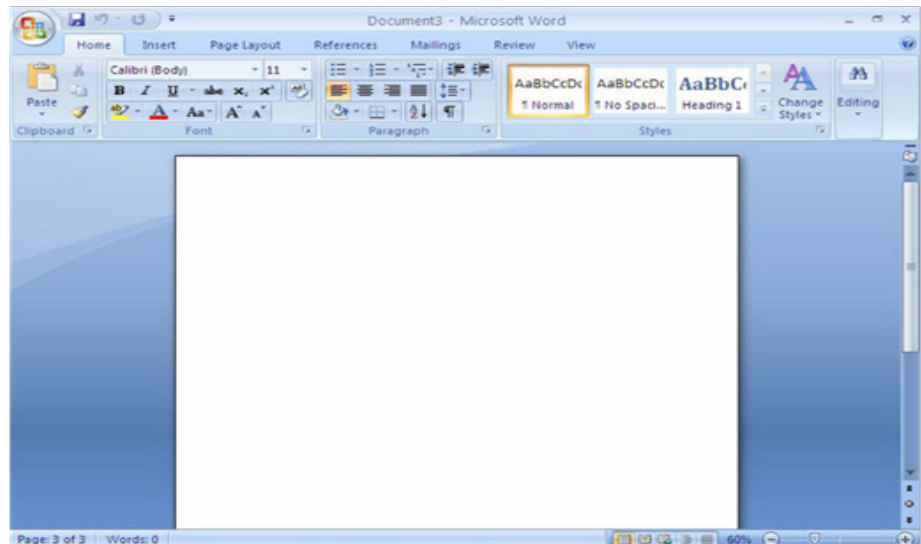 Document3 - Microsoft Word
Home Insert Page Layout References Mailings Review View
Calibri (Body) 11
B I U abc x, x² Aa A A
AaBbCcDc AaBbCcDc AaBbC
Paste ¶ Normal ¶ No Spaci... Heading 1 Change Styles Editing
Clipboard Font Paragraph Styles
Page: 3 of 3 Words: 0 60%